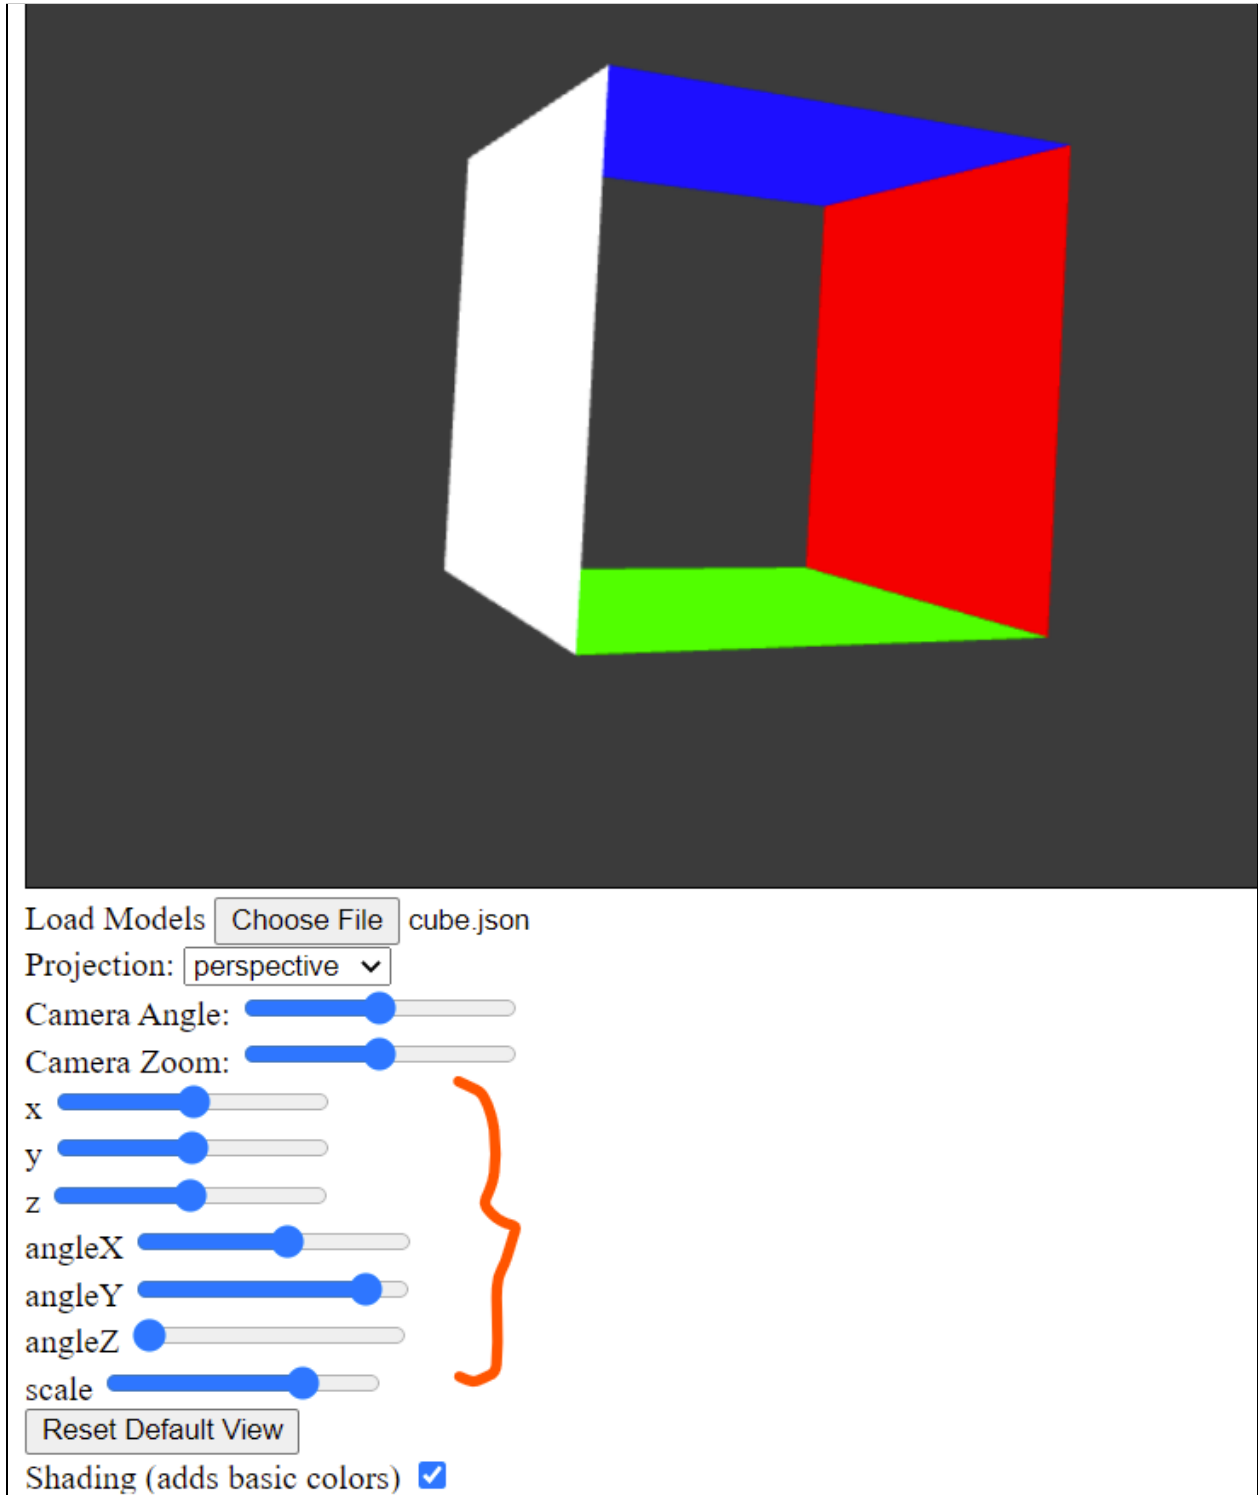 Load Models Choose File cube.json
Projection: perspective
Camera Angle:
Camera Zoom:
x
y
z
angleX
angleY
angleZ
scale
Reset Default View
Shading (adds basic colors)